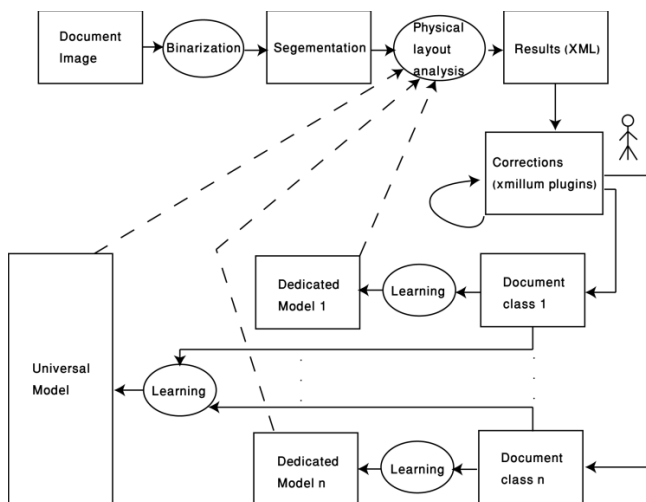 Document
Image
Binarization
Segementation
Physical
layout
analysis
Results (XML)
Corrections
(xmillum plugins)
Dedicated
Model 1
Learning
Document
class 1
Universal
Model
Learning
Dedicated
Model n
Learning
Document
class n